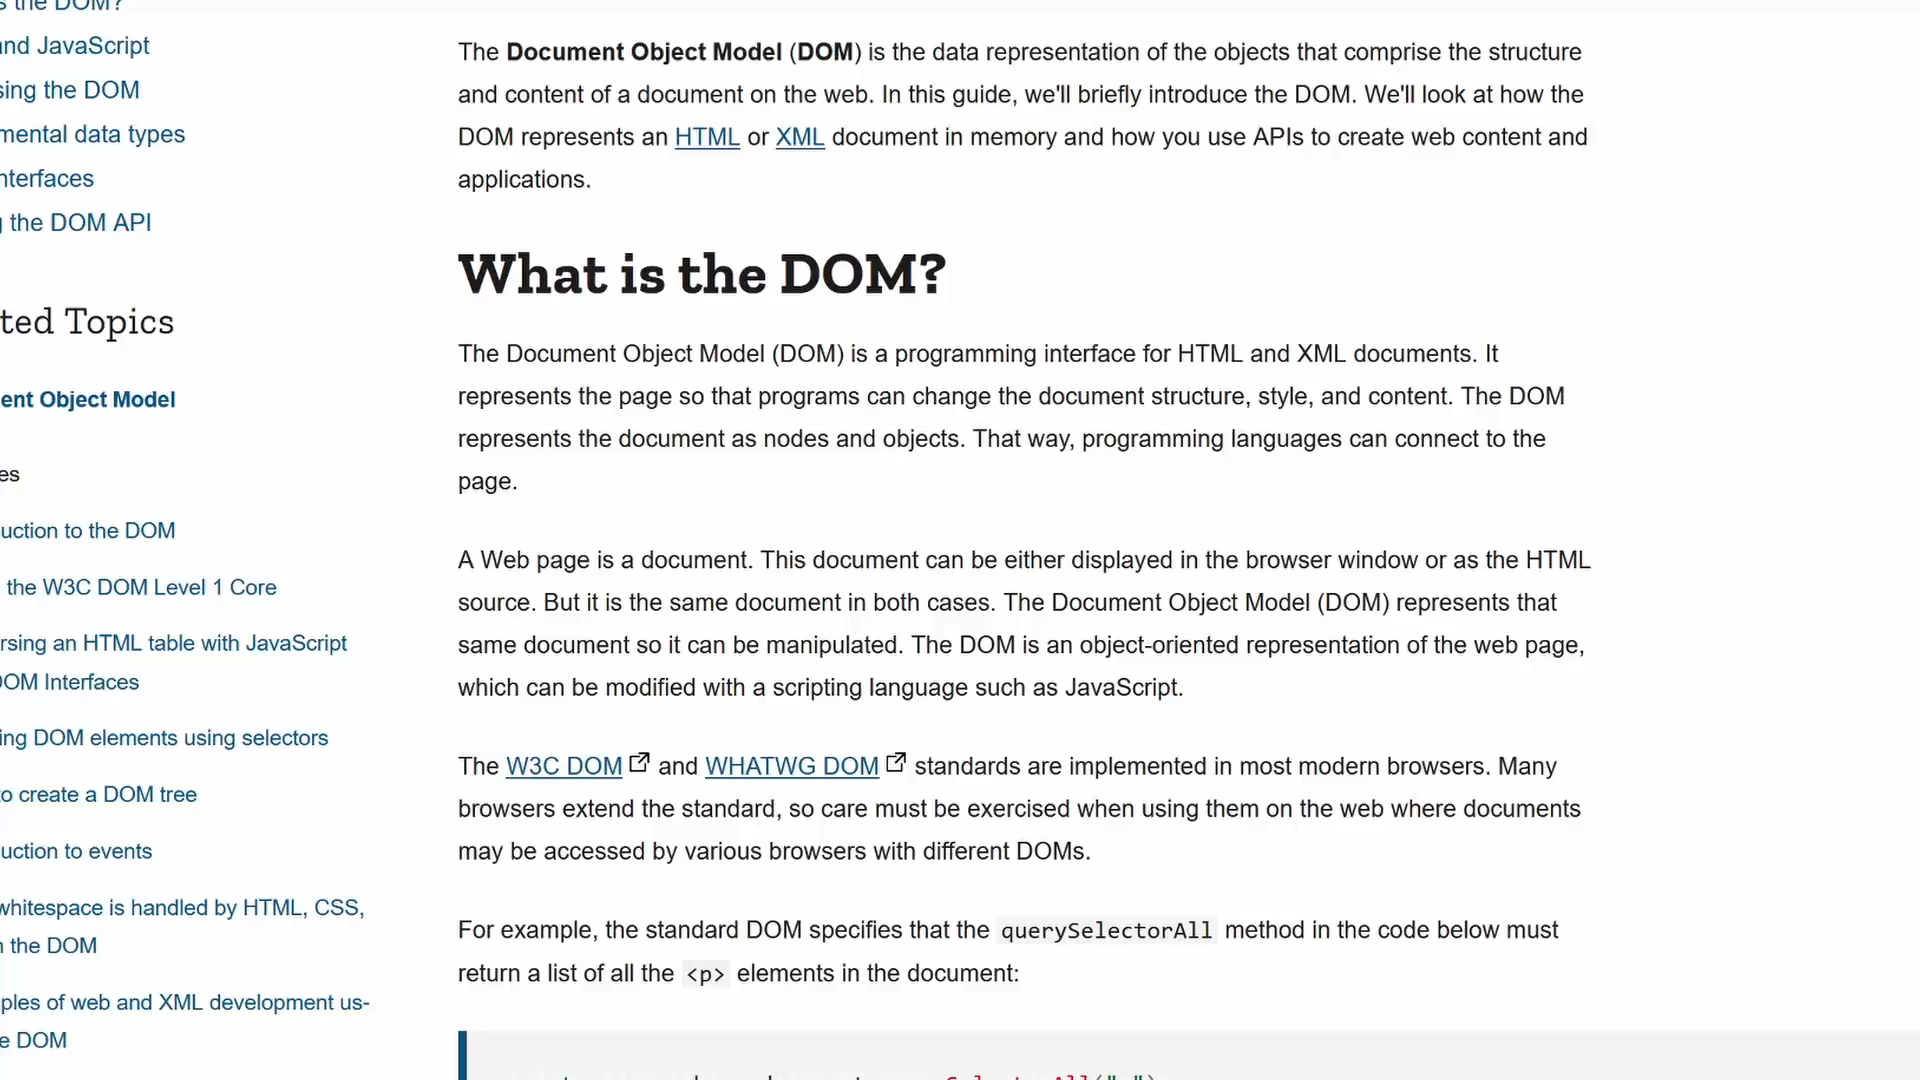 the DOM?
and JavaScript
sing the DOM
mental data types
nterfaces
the DOM API
ted Topics
ent Object Model
es
uction to the DOM
the W3C DOM Level 1 Core
rsing an HTML table with JavaScript
DOM Interfaces
ing DOM elements using selectors
to create a DOM tree
uction to events
whitespace is handled by HTML, CSS,
the DOM
ples of web and XML development us-
e DOM
The Document Object Model (DOM) is the data representation of the objects that comprise the structure
and content of a document on the web. In this guide, we'll briefly introduce the DOM. We'll look at how the
DOM represents an HTML or XML document in memory and how you use APIs to create web content and
applications.
What is the DOM?
The Document Object Model (DOM) is a programming interface for HTML and XML documents. It
represents the page so that programs can change the document structure, style, and content. The DOM
represents the document as nodes and objects. That way, programming languages can connect to the
page.
A Web page is a document. This document can be either displayed in the browser window or as the HTML
source. But it is the same document in both cases. The Document Object Model (DOM) represents that
same document so it can be manipulated. The DOM is an object-oriented representation of the web page,
which can be modified with a scripting language such as JavaScript.
The W3C DOM and WHATWG DOM standards are implemented in most modern browsers. Many
browsers extend the standard, so care must be exercised when using them on the web where documents
may be accessed by various browsers with different DOMs.
For example, the standard DOM specifies that the querySelectorAll method in the code below must
return a list of all the <p> elements in the document: